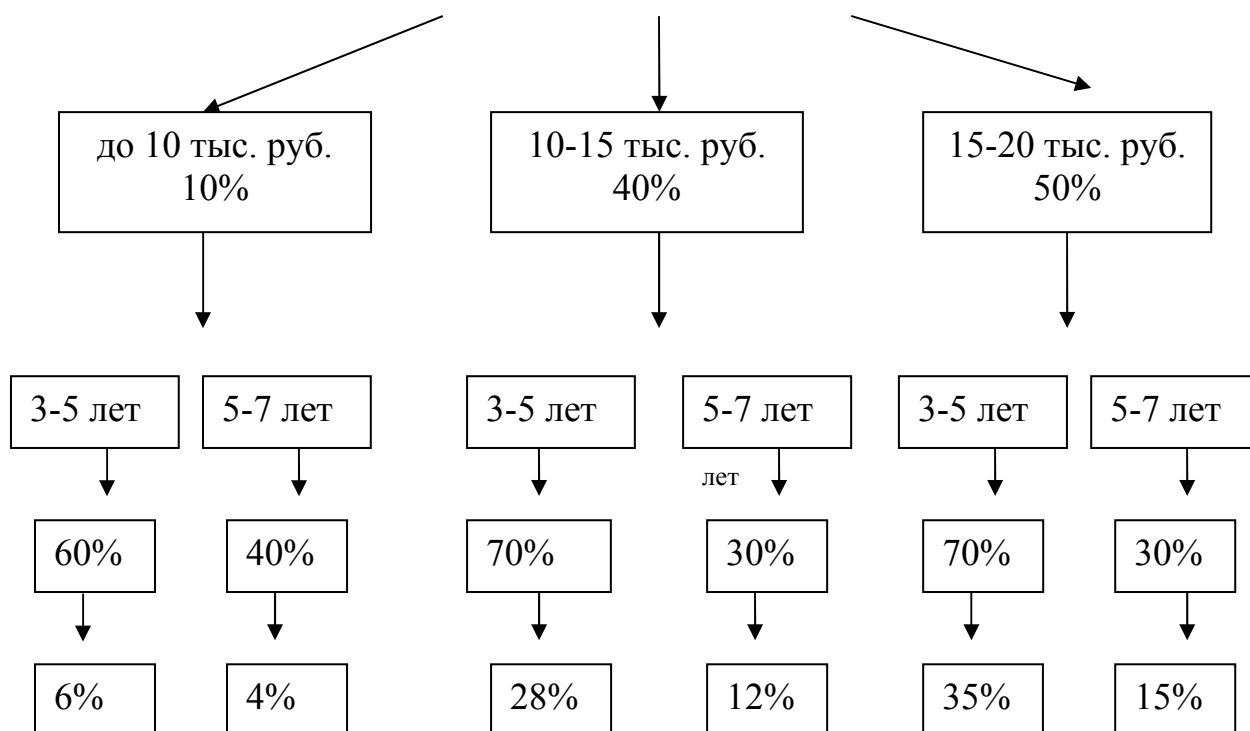 до 10 тыс. руб.
10%
10-15 тыс. руб.
40%
15-20 тыс. руб.
50%
3-5 лет
5-7 лет
3-5 лет
5-7 лет
3-5 лет
5-7 лет
лет
60%
40%
70%
30%
70%
30%
6%
4%
28%
12%
35%
15%